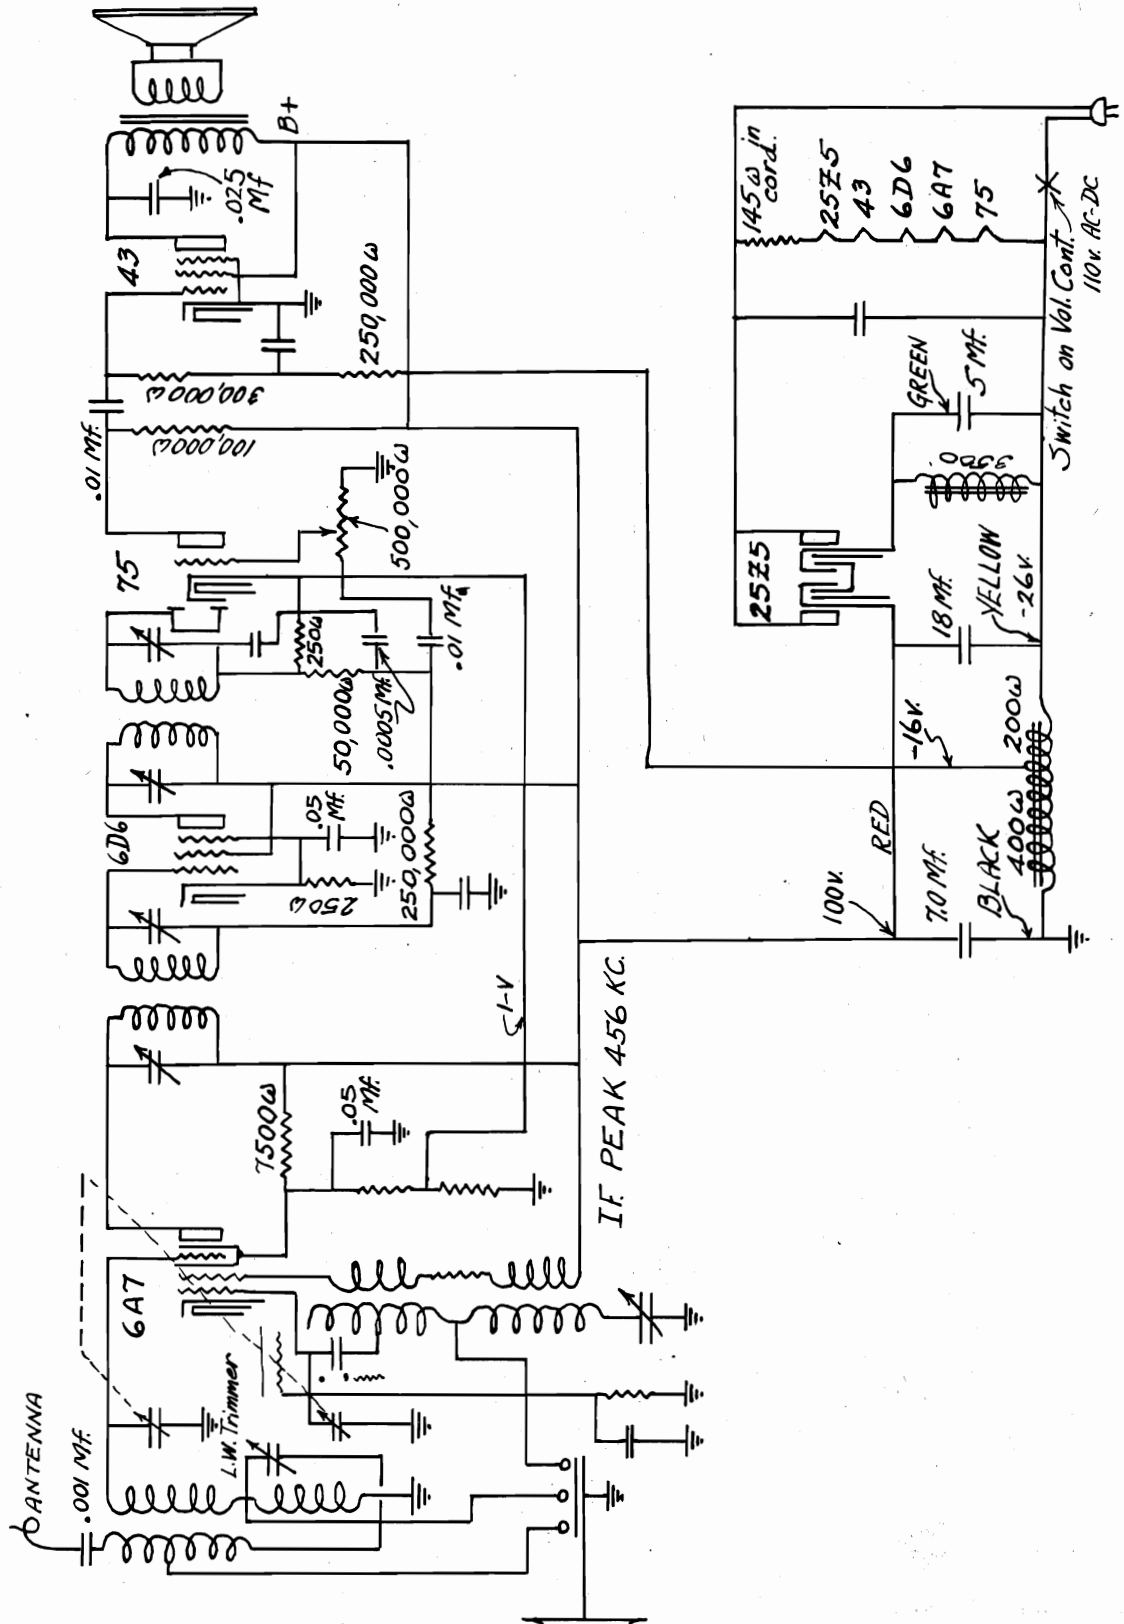 ANTENNA
.001 Mf.
L.W. Trimmer
6A7
7500ω
.05
Mf.
I.F. PEAK 456 KC.
1-V
6D6
250ω
.05
Mf.
250,000ω
50,000ω
.0005 Mf.
250ω
.01 Mf.
75
500,000ω
.01 Mf.
100,000ω
300,000ω
250,000ω
43
.025
Mf
B+
100v.
RED
-16v.
7.0 Mf.
BLACK
400ω
200ω
18 Mf.
YELLOW
-26v.
25Z5
3500
GREEN
5 Mf.
145ω in
cord.
25Z5
43
6D6
6A7
75
Switch on Vol. Cont.
110v. AC-DC